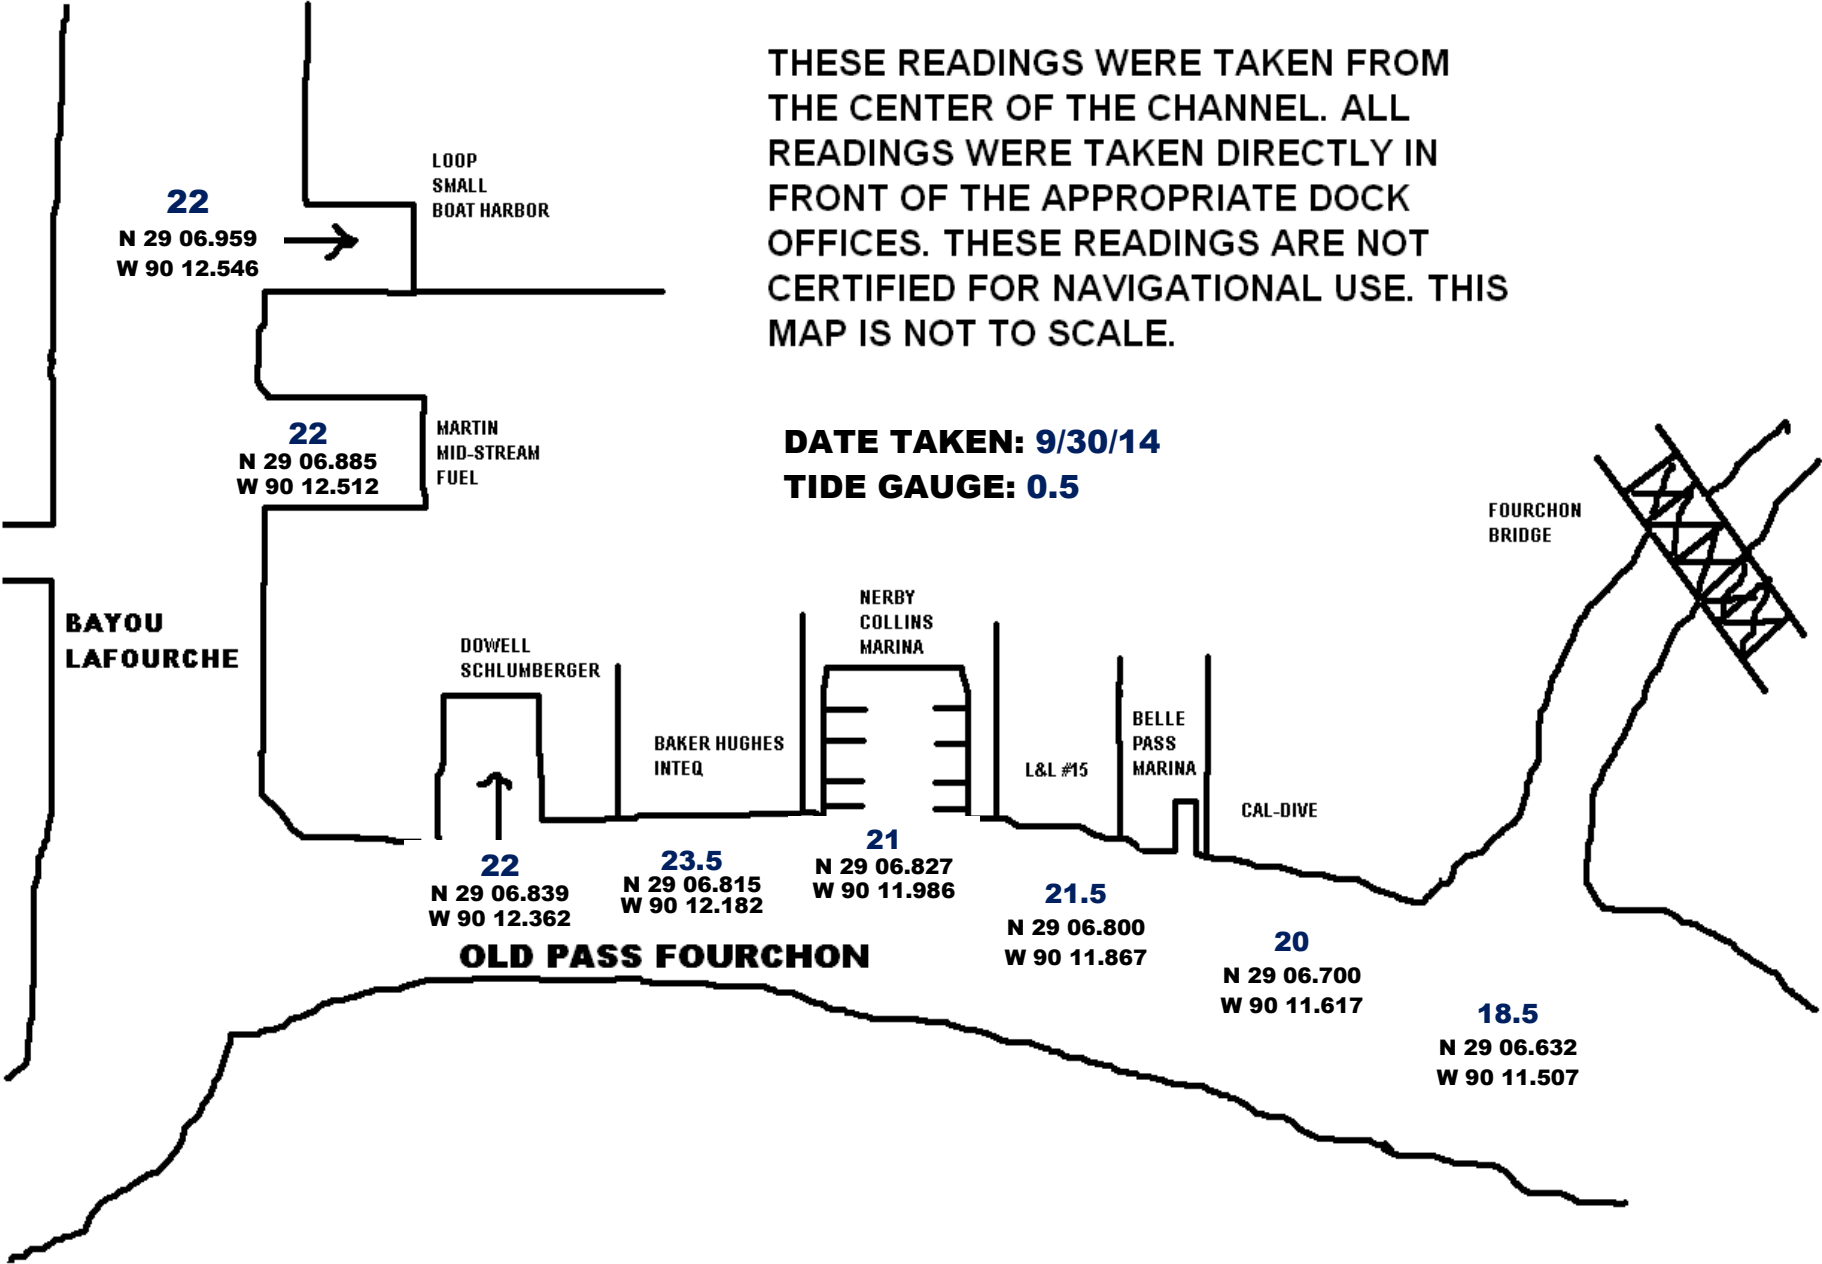 THESE READINGS WERE TAKEN FROM
THE CENTER OF THE CHANNEL. ALL
READINGS WERE TAKEN DIRECTLY IN
FRONT OF THE APPROPRIATE DOCK
OFFICES. THESE READINGS ARE NOT
CERTIFIED FOR NAVIGATIONAL USE. THIS
MAP IS NOT TO SCALE.
LOOP
SMALL
BOAT HARBOR
22
N 29 06.959
W 90 12.546
MARTIN
MID-STREAM
FUEL
22
N 29 06.885
W 90 12.512
DATE TAKEN: 9/30/14
TIDE GAUGE: 0.5
FOURCHON
BRIDGE
BAYOU
LAFOURCHE
DOWELL
SCHLUMBERGER
BAKER HUGHES
INTEQ
NERBY
COLLINS
MARINA
L&L #15
BELLE
PASS
MARINA
CAL-DIVE
22
N 29 06.839
W 90 12.362
23.5
N 29 06.815
W 90 12.182
21
N 29 06.827
W 90 11.986
21.5
N 29 06.800
W 90 11.867
20
N 29 06.700
W 90 11.617
18.5
N 29 06.632
W 90 11.507
OLD PASS FOURCHON